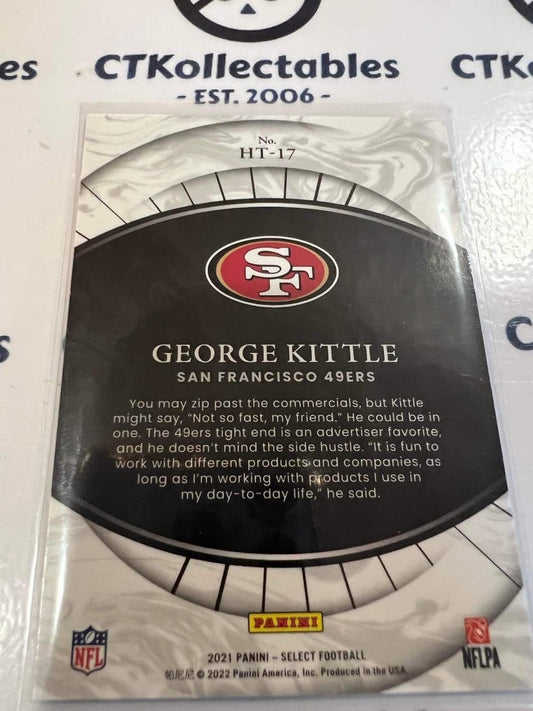 es CTKollectables CTKo
- EST. 2006 -
No.
HT-17
SF
GEORGE KITTLE
SAN FRANCISCO 49ERS
You may zip past the commercials, but Kittle
might say, “Not so fast, my friend.” He could be in
one. The 49ers tight end is an advertiser favorite,
and he doesn’t mind the side hustle. “It is fun to
work with different products and companies, as
long as I’m working with products I use in
my day-to-day life,” he said.
PANINI
NFL
NFLPA
2021 PANINI – SELECT FOOTBALL
帕尼尼 © 2022 Panini America, Inc. Produced in the USA.